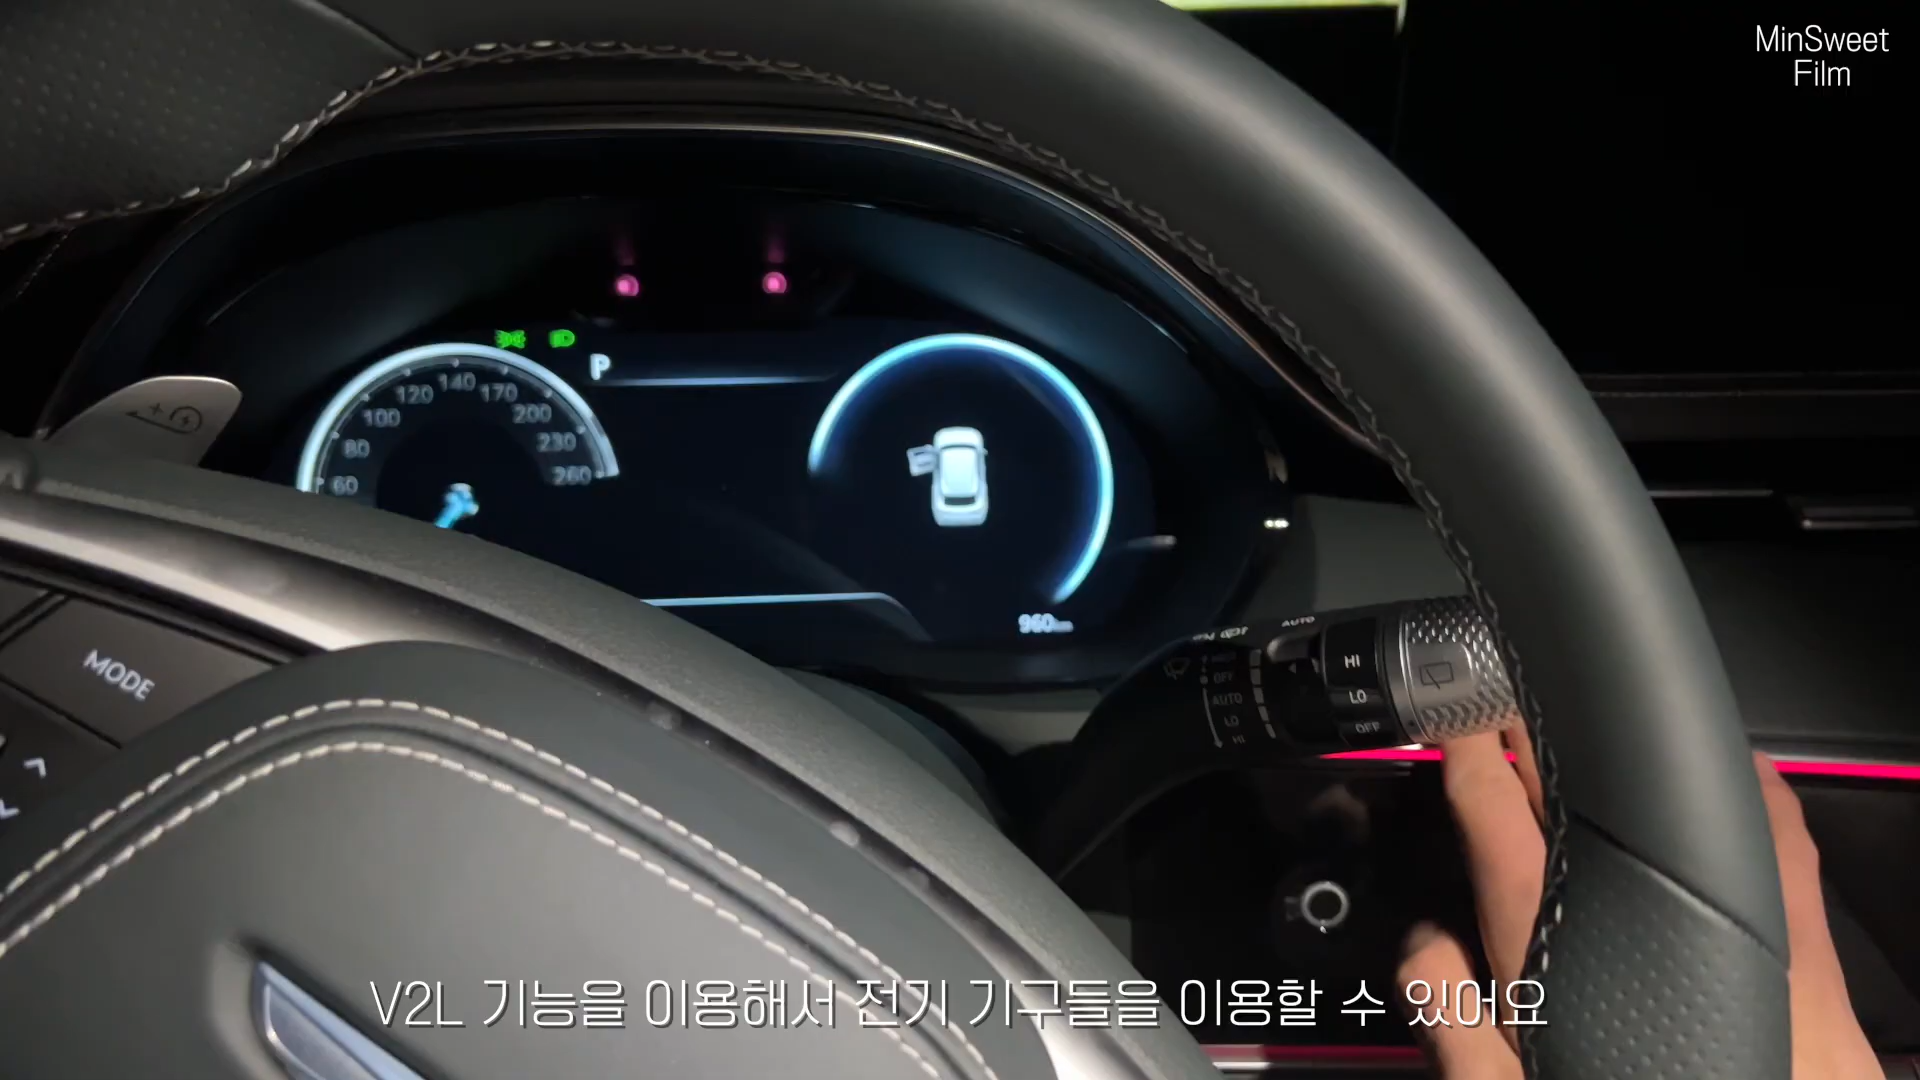 MinSweet
Film
P
140
120
170
100
200
80
230
60
260
960km
MODE
AUTO
HI
OFF
LO
AUTO
LO
OFF
HI
V2L 기능을 이용해서 전기 기구들을 이용할 수 있어요